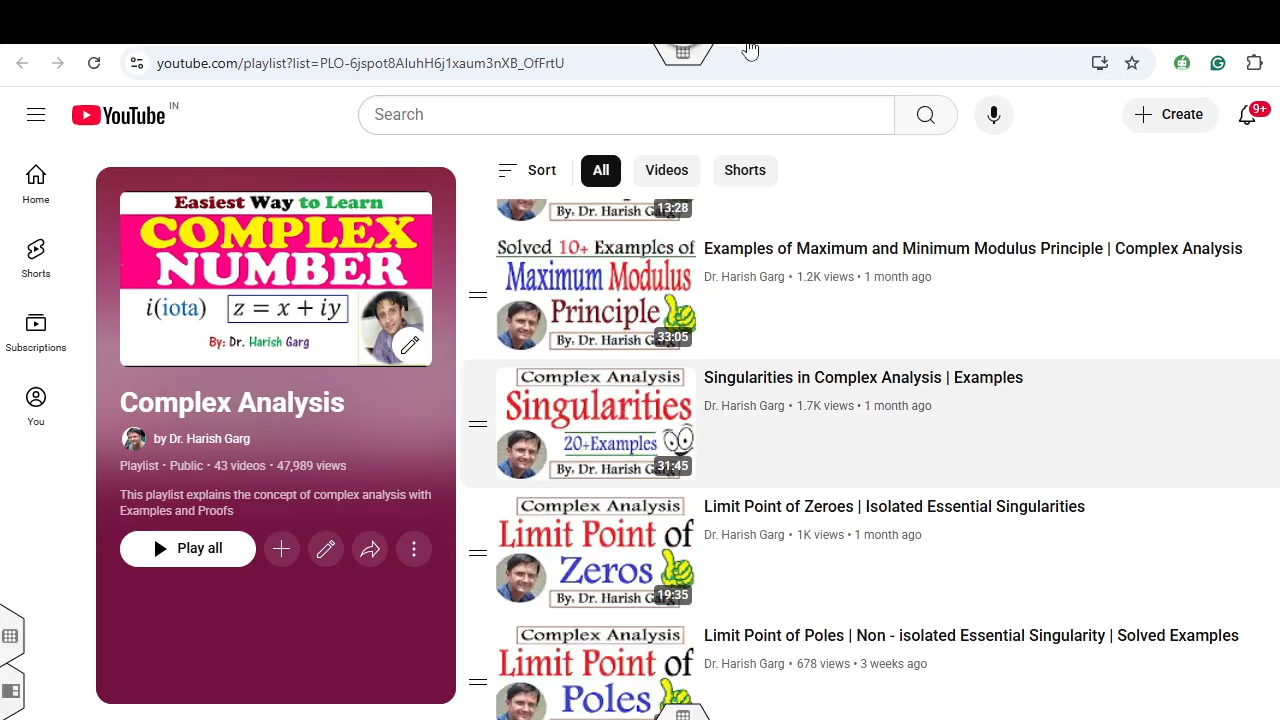 youtube.com/playlist?list=PLO-6jspot8AluhH6j1xaum3nXB_OfFrtU
YouTube IN
Search
Create
9+
Home
Shorts
Subscriptions
You
Easiest Way to Learn
COMPLEX
NUMBER
i(iota) z = x + iy
By: Dr. Harish Garg
Complex Analysis
by Dr. Harish Garg
Playlist • Public • 43 videos • 47,989 views
This playlist explains the concept of complex analysis with
Examples and Proofs
Play all
Sort
All
Videos
Shorts
By: Dr. Harish
13:28
Solved 10+ Examples of
Maximum Modulus
Principle
By: Dr. Harish
33:05
Examples of Maximum and Minimum Modulus Principle | Complex Analysis
Dr. Harish Garg • 1.2K views • 1 month ago
Complex Analysis
Singularities
20+Examples
By: Dr. Harish
31:45
Singularities in Complex Analysis | Examples
Dr. Harish Garg • 1.7K views • 1 month ago
Complex Analysis
Limit Point of
Zeros
By: Dr. Harish
19:35
Limit Point of Zeroes | Isolated Essential Singularities
Dr. Harish Garg • 1K views • 1 month ago
Complex Analysis
Limit Point of
Poles
Limit Point of Poles | Non - isolated Essential Singularity | Solved Examples
Dr. Harish Garg • 678 views • 3 weeks ago